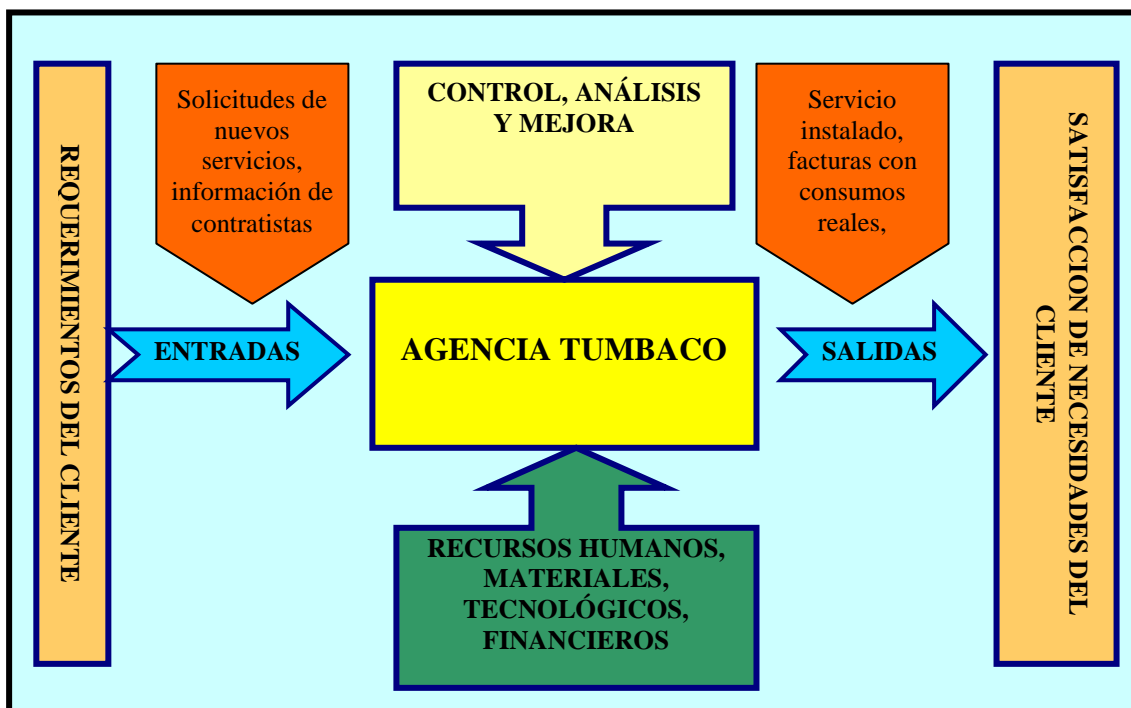 REQUERIMIENTOS DEL CLIENTE
Solicitudes de
nuevos
servicios,
información de
contratistas
ENTRADAS
CONTROL, ANÁLISIS
Y MEJORA
AGENCIA TUMBACO
RECURSOS HUMANOS,
MATERIALES,
TECNOLÓGICOS,
FINANCIEROS
Servicio
instalado,
facturas con
consumos
reales,
SALIDAS
SATISFACCION DE NECESIDADES DEL
CLIENTE